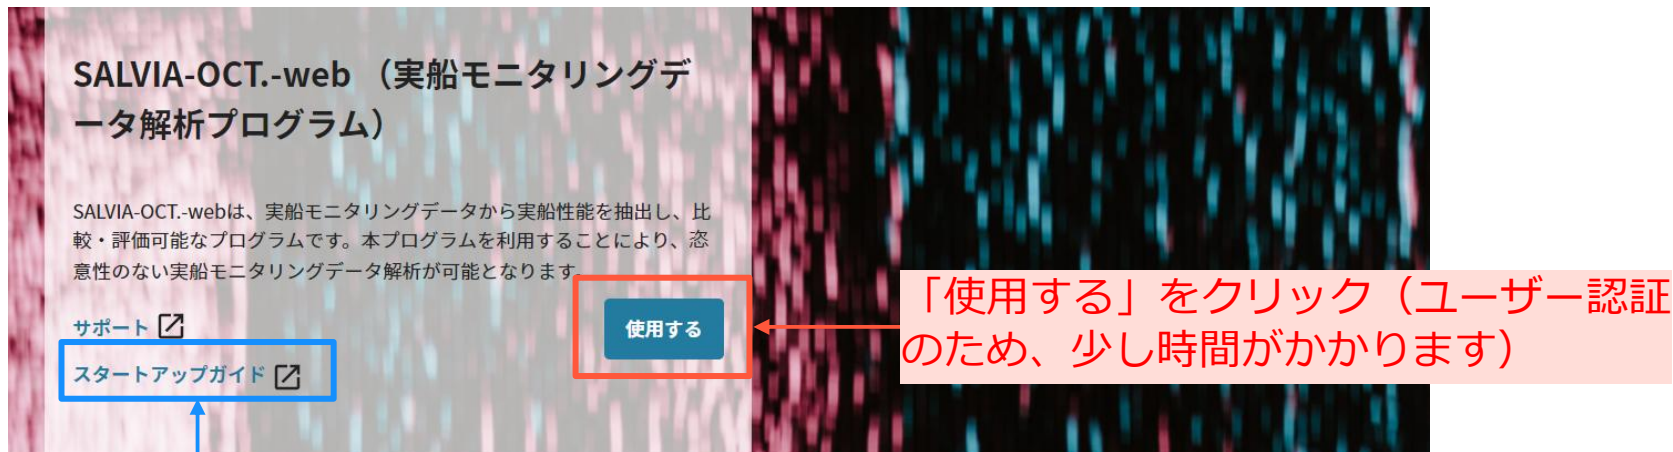 SALVIA-OCT.-web （実船モニタリングデ
ータ解析プログラム）
SALVIA-OCT.-webは、実船モニタリングデータから実船性能を抽出し、比
較・評価可能なプログラムです。本プログラムを利用することにより、恣
意性のない実船モニタリングデータ解析が可能となります。
サポート
使用する
スタートアップガイド
「使用する」をクリック（ユーザー認証
のため、少し時間がかかります）